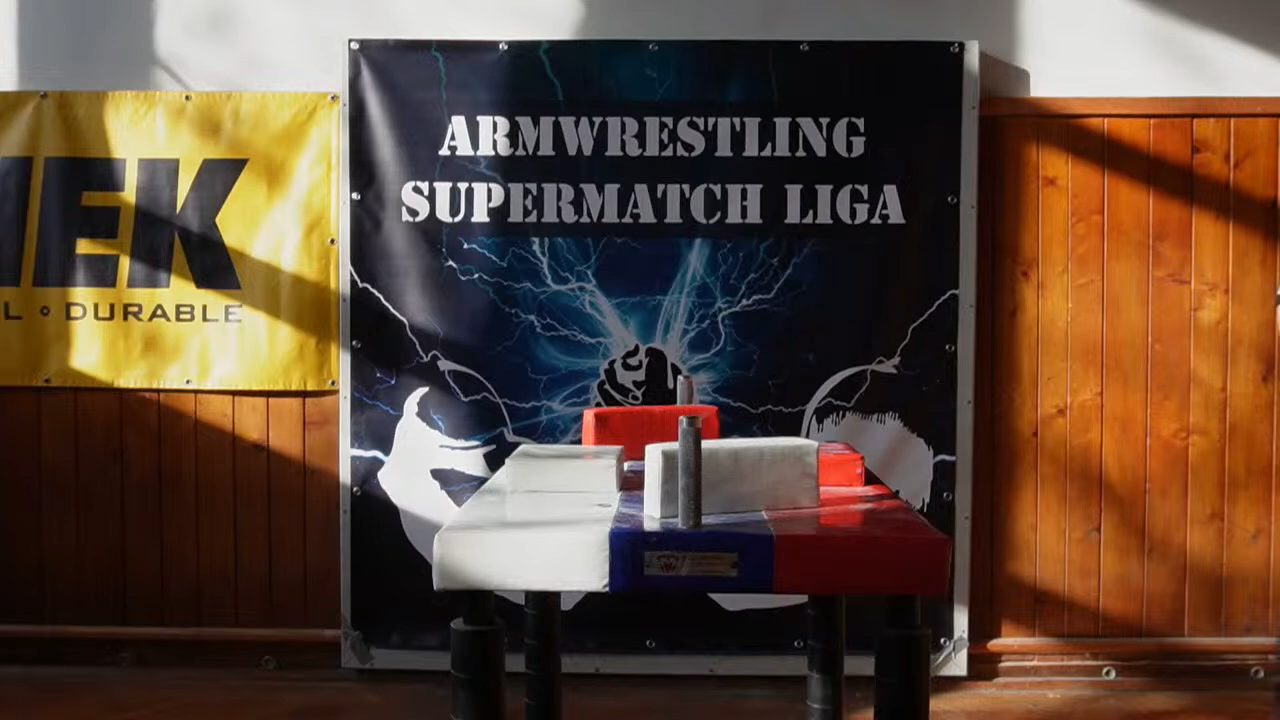 ARMWRESTLING
SUPERMATCH LIGA
EK
L • DURABLE